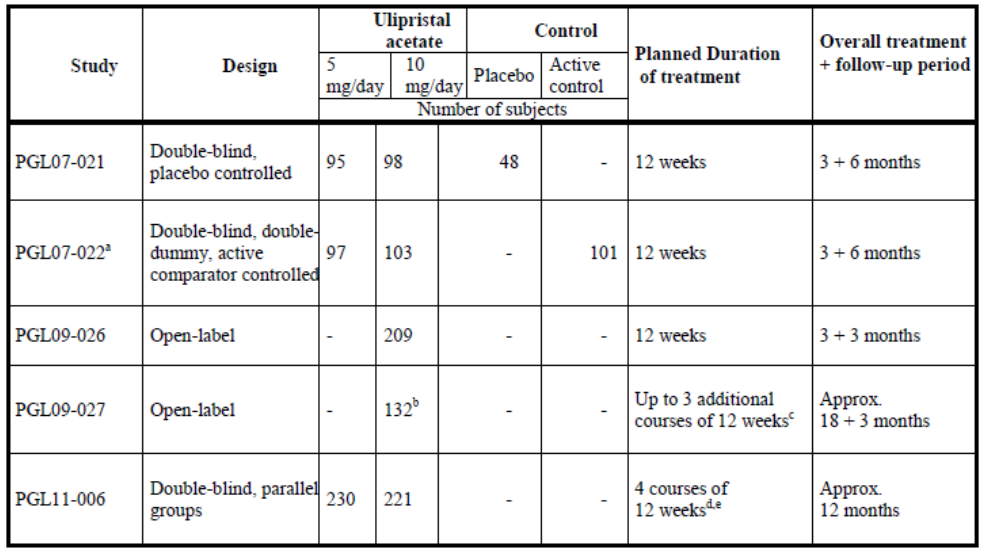 Study Design Ulipristal acetate Control Planned Duration of treatment Overall treatment + follow-up period
5 mg/day 10 mg/day Placebo Active control
Number of subjects
PGL07-021 Double-blind, placebo controlled 95 98 48 - 12 weeks 3 + 6 months
PGL07-022ᵃ Double-blind, double-dummy, active comparator controlled 97 103 - 101 12 weeks 3 + 6 months
PGL09-026 Open-label - 209 - - 12 weeks 3 + 3 months
PGL09-027 Open-label - 132ᵇ - - Up to 3 additional courses of 12 weeksᶜ Approx. 18 + 3 months
PGL11-006 Double-blind, parallel groups 230 221 - - 4 courses of 12 weeksᵈ,ᵉ Approx. 12 months